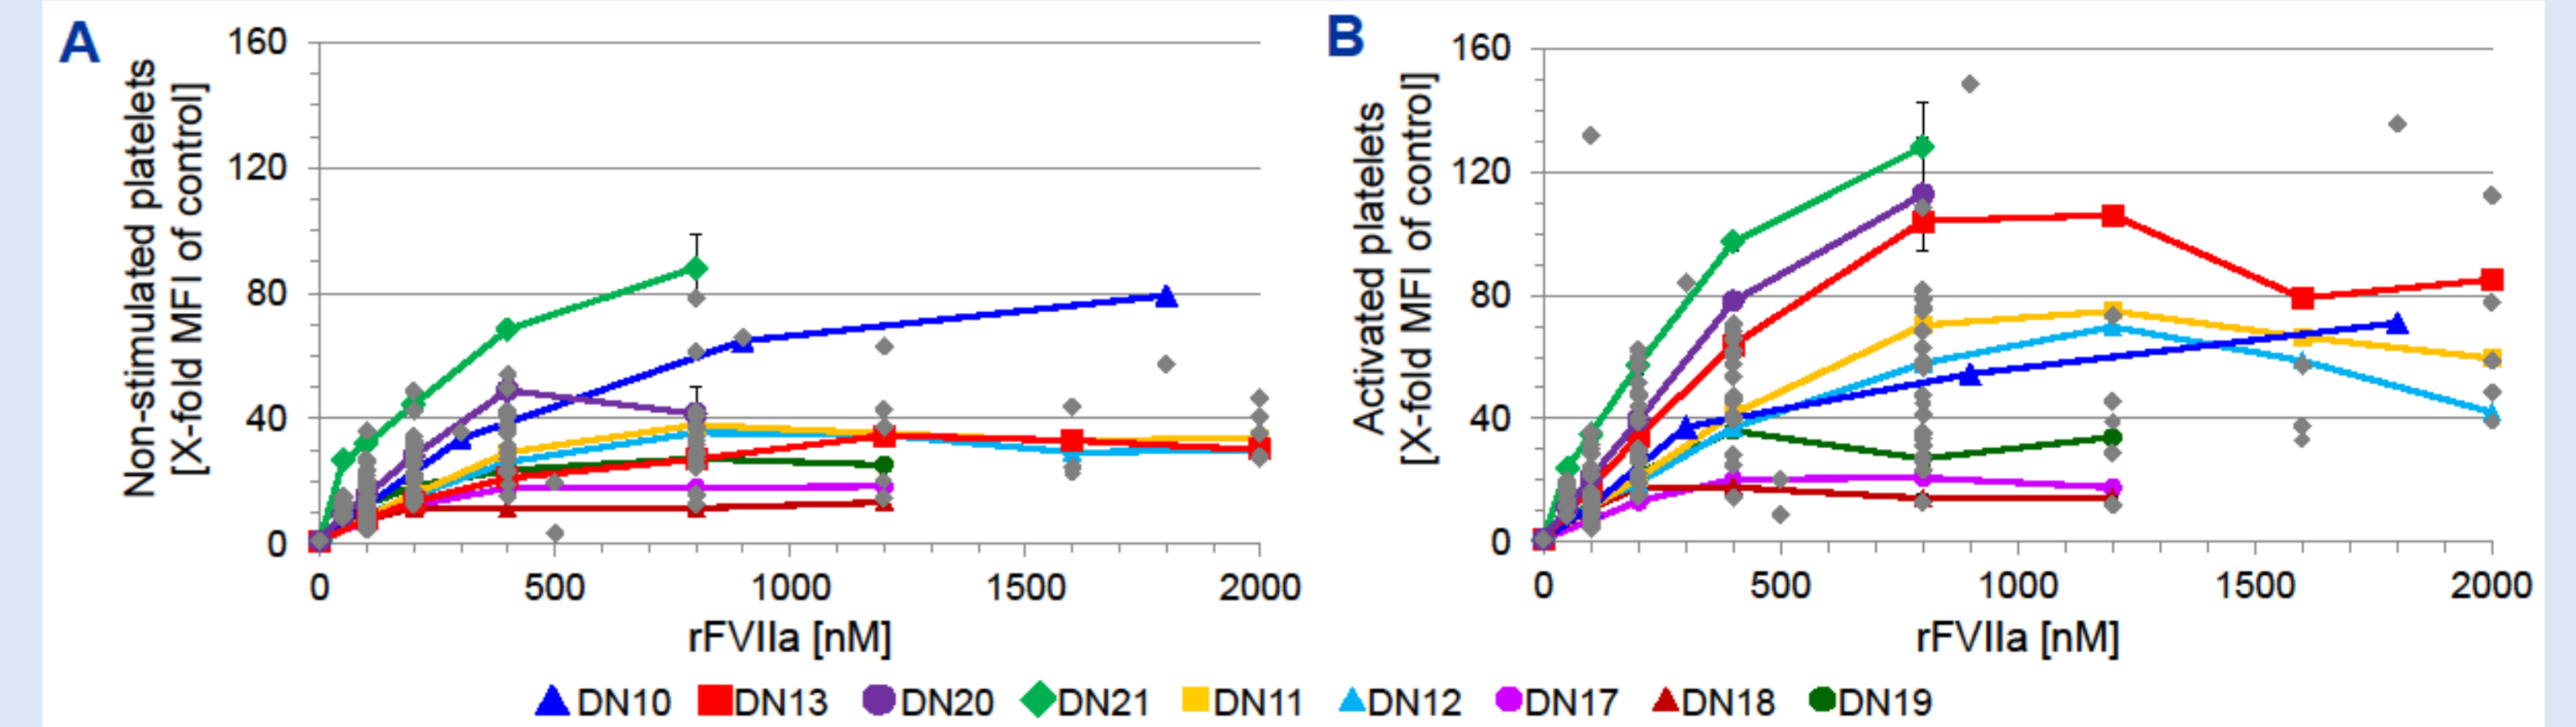 A
Non-stimulated platelets
[X-fold MFI of control]
160
120
80
40
0
0 500 1000 1500 2000
rFVIIa [nM]
B
Activated platelets
[X-fold MFI of control]
160
120
80
40
0
0 500 1000 1500 2000
rFVIIa [nM]
DN10 DN13 DN20 DN21 DN11 DN12 DN17 DN18 DN19